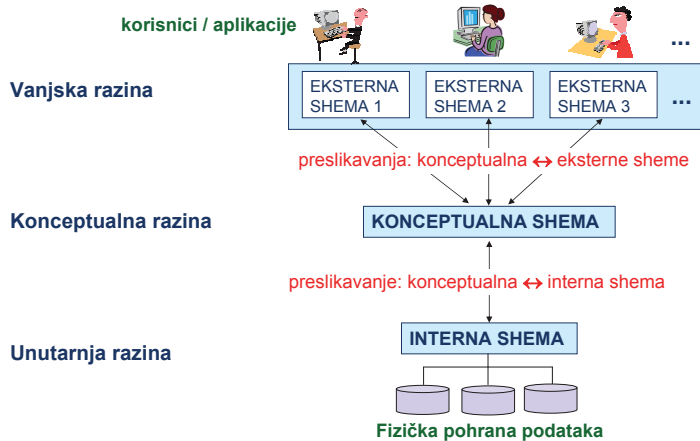 korisnici / aplikacije
...
Vanjska razina
EKSTERNA
SHEMA 1
EKSTERNA
SHEMA 2
EKSTERNA
SHEMA 3
...
preslikavanja: konceptualna ↔ eksterne sheme
Konceptualna razina
KONCEPTUALNA SHEMA
preslikavanje: konceptualna ↔ interna shema
Unutarnja razina
INTERNA SHEMA
Fizička pohrana podataka